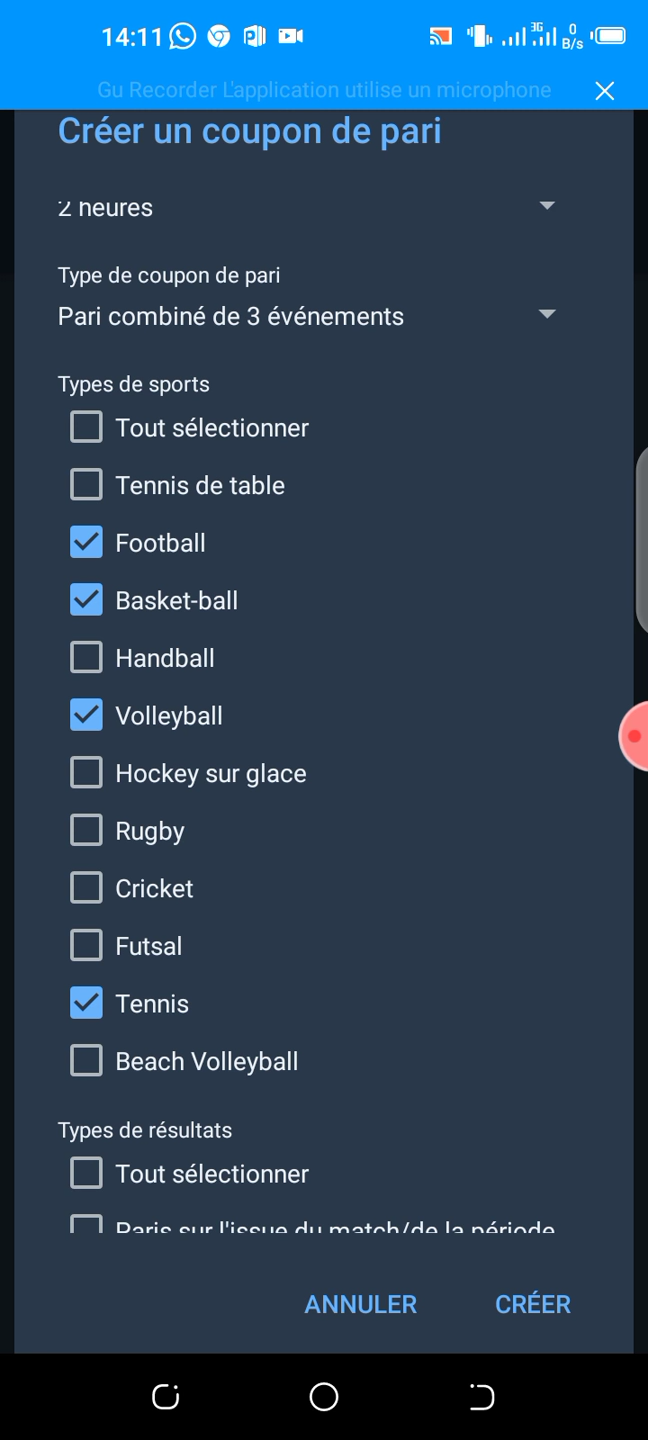 14:11
3G
0
B/s
Gu Recorder L'application utilise un microphone
Créer un coupon de pari
2 heures
Type de coupon de pari
Pari combiné de 3 événements
Types de sports
Tout sélectionner
Tennis de table
Football
Basket-ball
Handball
Volleyball
Hockey sur glace
Rugby
Cricket
Futsal
Tennis
Beach Volleyball
Types de résultats
Tout sélectionner
Paris sur l'issue du match/de la période
ANNULER CRÉER